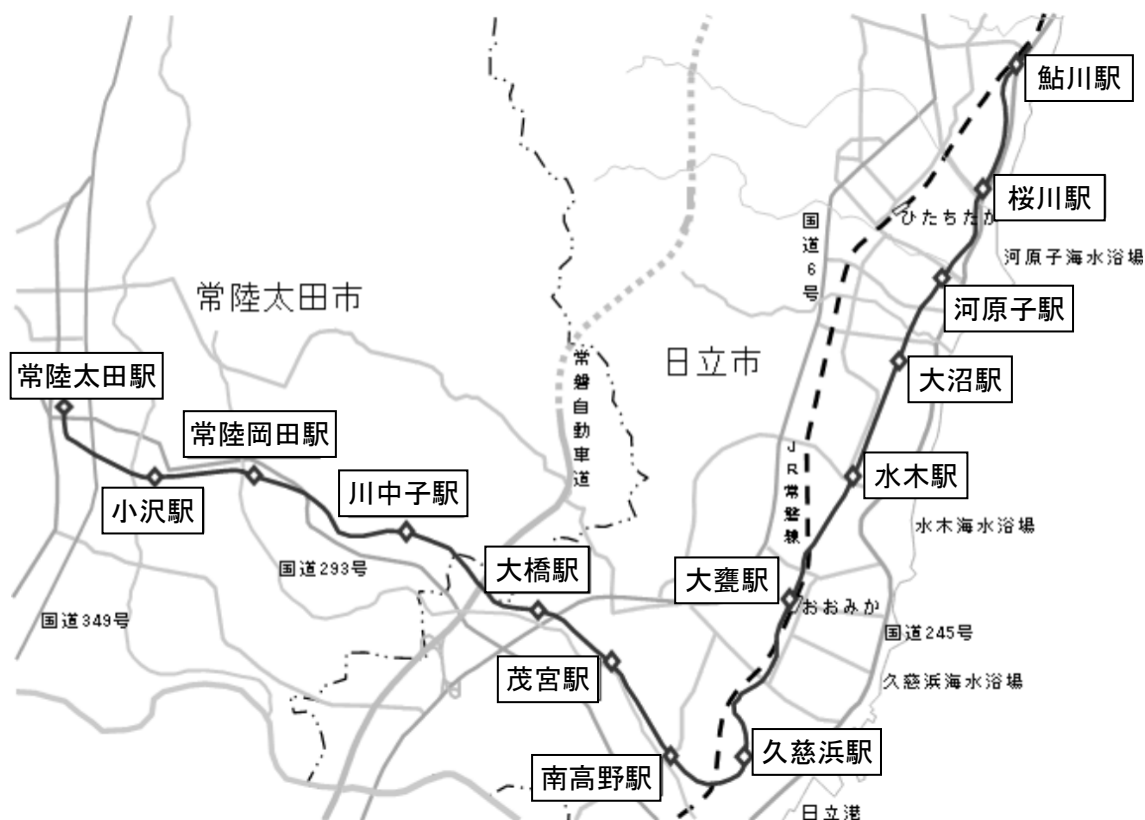 鮎川駅
桜川駅
ひたちたが
国道6号
河原子海水浴場
常陸太田市
河原子駅
日立市
常陸太田駅
常磐自動車道
大沼駅
常陸岡田駅
JR常磐線
川中子駅
水木駅
小沢駅
水木海水浴場
大橋駅
国道293号
大甕駅
おおみか
国道349号
国道245号
茂宮駅
久慈浜海水浴場
南高野駅
久慈浜駅
日立港